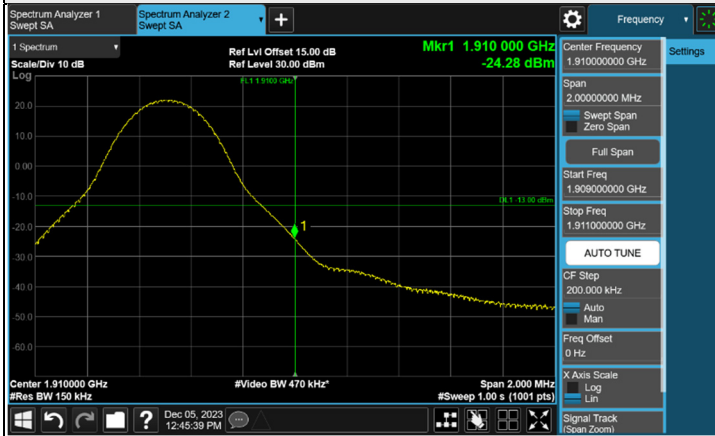 Spectrum Analyzer 1
Swept SA
Spectrum Analyzer 2
Swept SA
+
Frequency
1 Spectrum
Scale/Div 10 dB
Log
Ref Lvl Offset 15.00 dB
Ref Level 30.00 dBm
Mkr1 1.910 000 GHz
-24.28 dBm
FL1 1.9100 GHz
20.0
10.0
0.00
-10.0
-20.0
-30.0
-40.0
-50.0
-60.0
DL1 -13.00 dBm
1
Center 1.910000 GHz
#Res BW 150 kHz
#Video BW 470 kHz*
Span 2.000 MHz
#Sweep 1.00 s (1001 pts)
Center Frequency
1.910000000 GHz
Settings
Span
2.00000000 MHz
Swept Span
Zero Span
Full Span
Start Freq
1.909000000 GHz
Stop Freq
1.911000000 GHz
AUTO TUNE
CF Step
200.000 kHz
Auto
Man
Freq Offset
0 Hz
X Axis Scale
Log
Lin
Signal Track
(Span Zoom)
?
Dec 05, 2023
12:45:39 PM